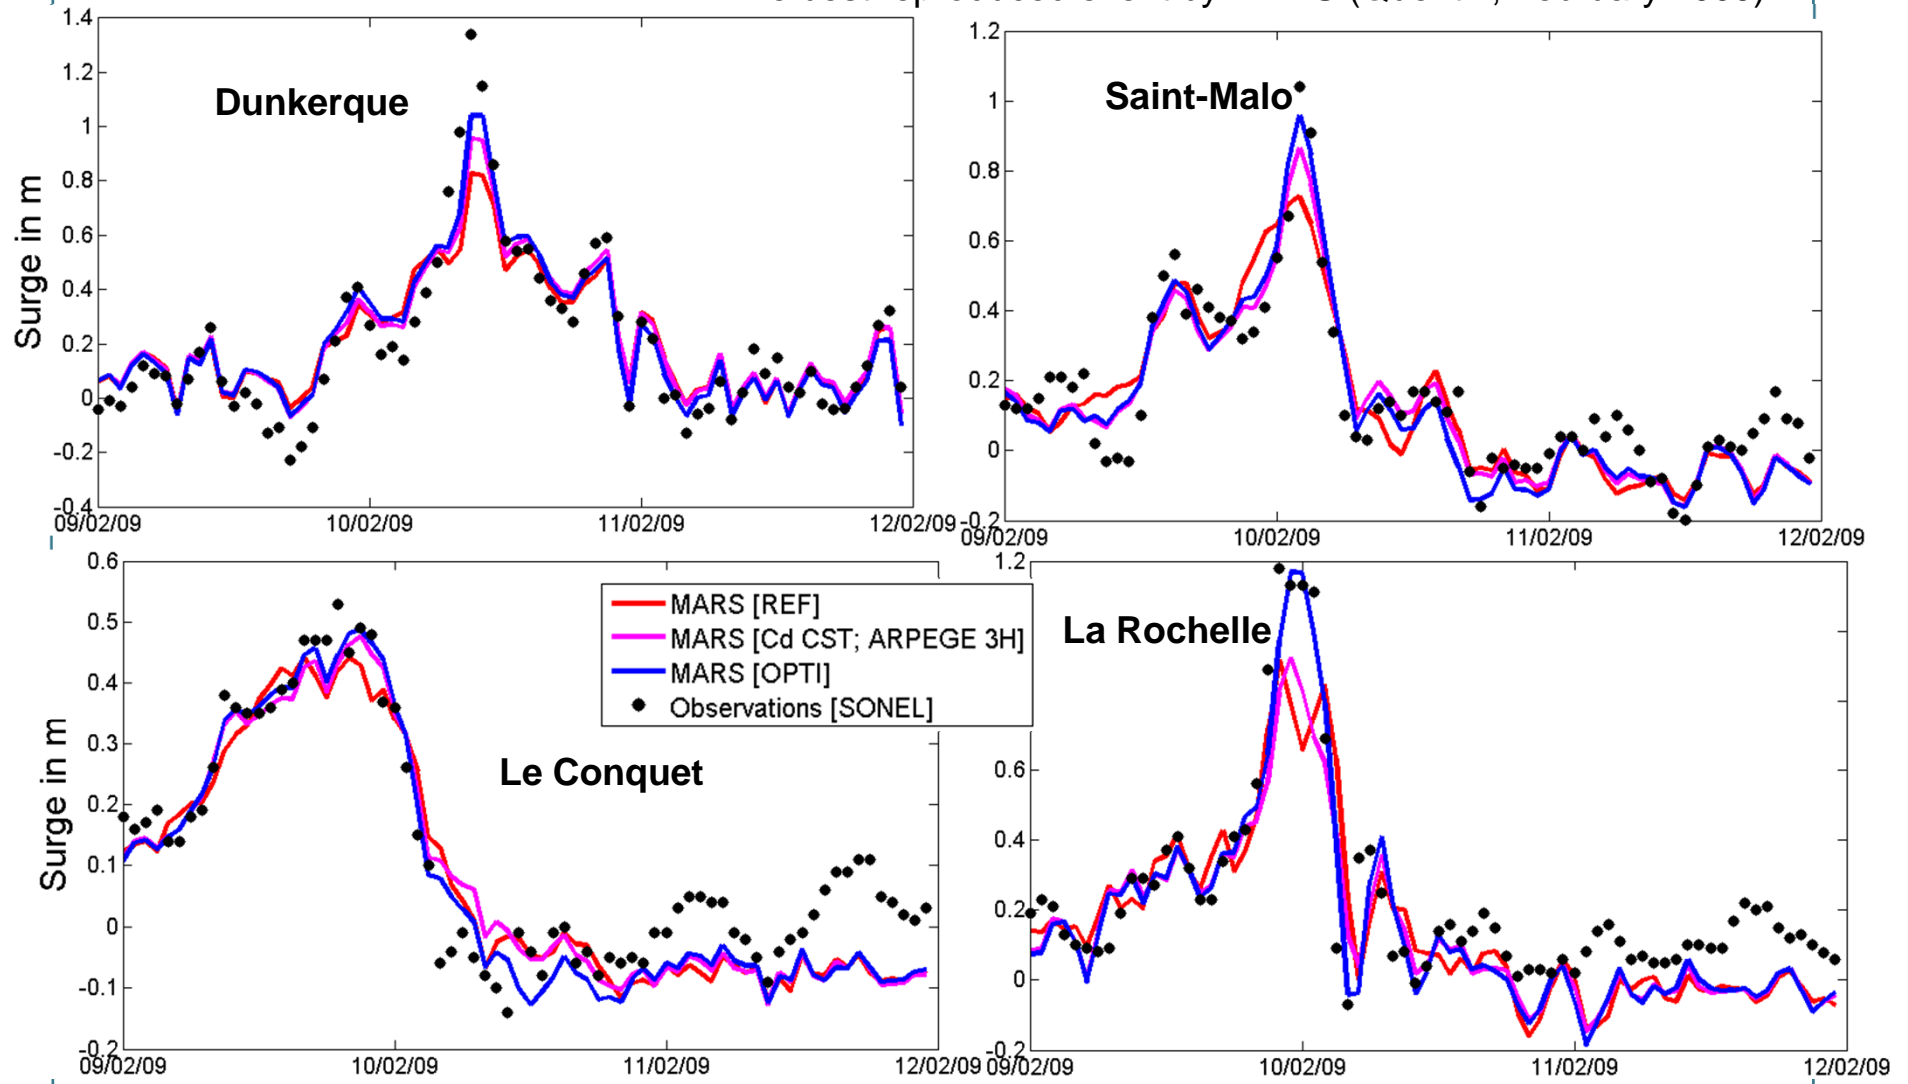 1.4
1.2
1
0.8
0.6
0.4
0.2
0
-0.2
-0.4
Surge in m
Dunkerque
09/02/09 10/02/09 11/02/09 12/02/09
1.2
1
0.8
0.6
0.4
0.2
0
-0.2
Saint-Malo
09/02/09 10/02/09 11/02/09 12/02/09
0.6
0.5
0.4
0.3
0.2
0.1
0
-0.1
-0.2
Surge in m
Le Conquet
09/02/09 10/02/09 11/02/09 12/02/09
MARS [REF]
MARS [Cd CST; ARPEGE 3H]
MARS [OPTI]
Observations [SONEL]
1.2
0.6
0.4
0.2
0
-0.2
La Rochelle
09/02/09 10/02/09 11/02/09 12/02/09